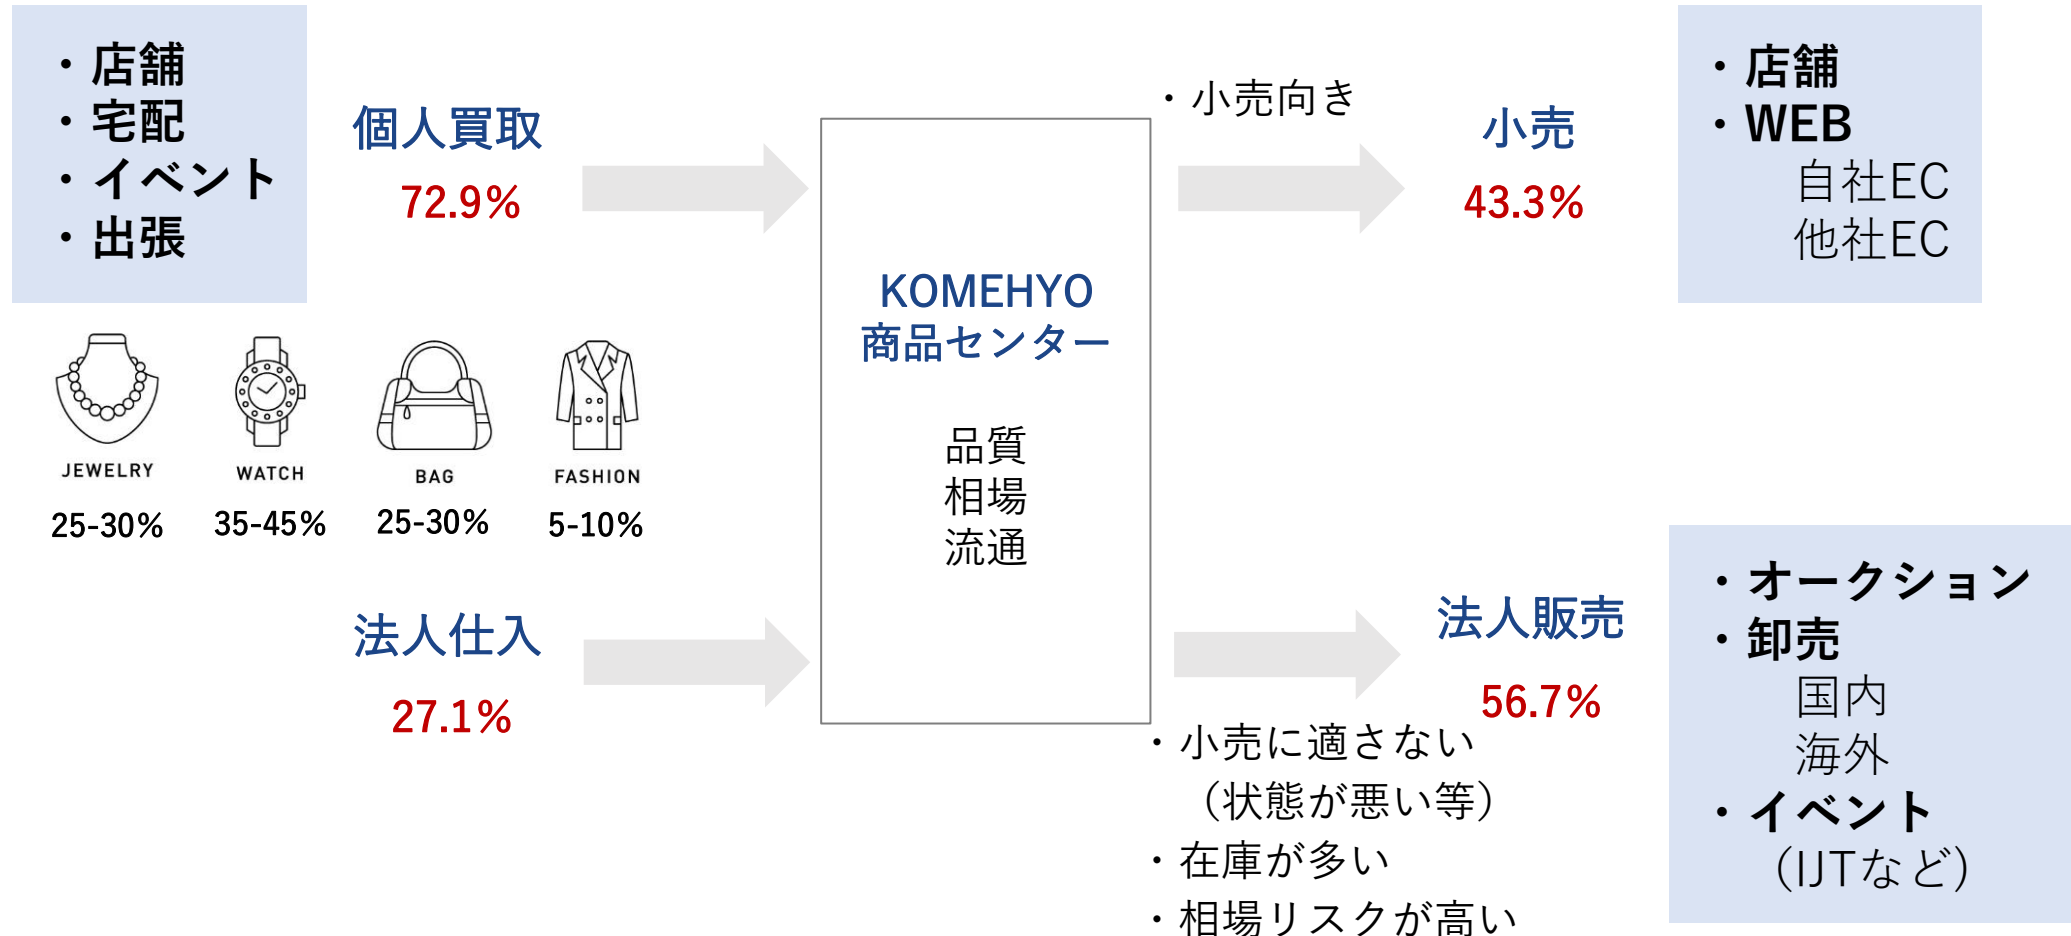 ・店舗
・宅配
・イベント
・出張
個人買取
72.9%
JEWELRY
25-30%
WATCH
35-45%
BAG
25-30%
FASHION
5-10%
法人仕入
27.1%
KOMEHYO
商品センター
品質
相場
流通
・小売向き
小売
43.3%
・店舗
・WEB
自社EC
他社EC
法人販売
56.7%
・小売に適さない
（状態が悪い等）
・在庫が多い
・相場リスクが高い
・オークション
・卸売
国内
海外
・イベント
（IJTなど）